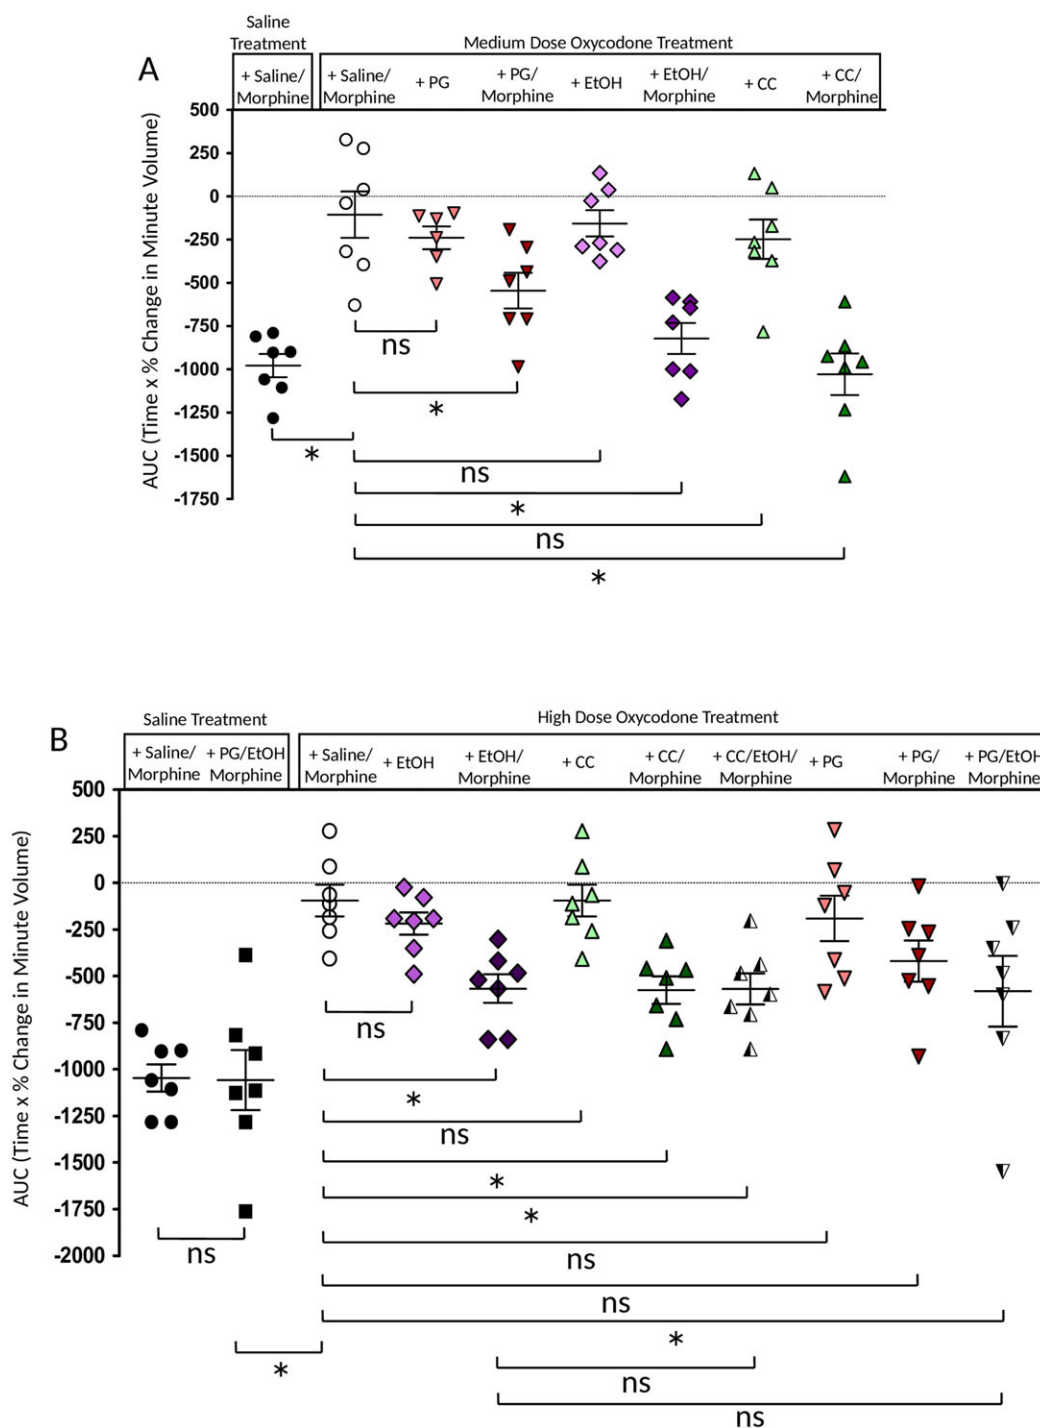 A
Saline
Treatment
Medium Dose Oxycodone Treatment
+ Saline/
Morphine
+ Saline/
Morphine
+ PG
+ PG/
Morphine
+ EtOH
+ EtOH/
Morphine
+ CC
+ CC/
Morphine
AUC (Time x % Change in Minute Volume)
500
250
0
-250
-500
-750
-1000
-1250
-1500
-1750
ns
*
*
ns
*
ns
*
B
Saline Treatment
High Dose Oxycodone Treatment
+ Saline/
Morphine
+ PG/EtOH
Morphine
+ Saline/
Morphine
+ EtOH
+ EtOH/
Morphine
+ CC
+ CC/
Morphine
+ CC/EtOH/
Morphine
+ PG
+ PG/
Morphine
+ PG/EtOH
Morphine
AUC (Time x % Change in Minute Volume)
500
250
0
-250
-500
-750
-1000
-1250
-1500
-1750
-2000
ns
*
ns
*
*
ns
ns
ns
*
*
ns
ns